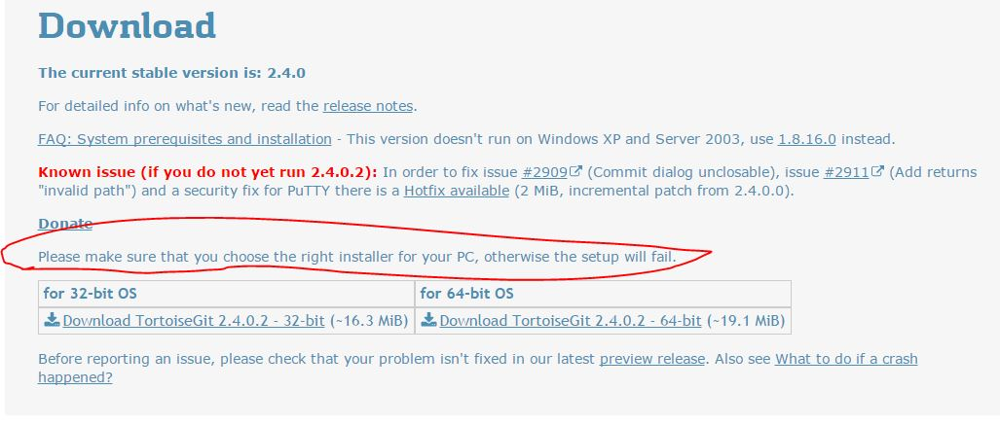 Download
The current stable version is: 2.4.0
For detailed info on what's new, read the release notes.
FAQ: System prerequisites and installation - This version doesn't run on Windows XP and Server 2003, use 1.8.16.0 instead.
Known issue (if you do not yet run 2.4.0.2): In order to fix issue #2909 (Commit dialog unclosable), issue #2911 (Add returns
"invalid path") and a security fix for PuTTY there is a Hotfix available (2 MiB, incremental patch from 2.4.0.0).
Donate
Please make sure that you choose the right installer for your PC, otherwise the setup will fail.
for 32-bit OS for 64-bit OS
Download TortoiseGit 2.4.0.2 - 32-bit (~16.3 MiB) Download TortoiseGit 2.4.0.2 - 64-bit (~19.1 MiB)
Before reporting an issue, please check that your problem isn't fixed in our latest preview release. Also see What to do if a crash
happened?